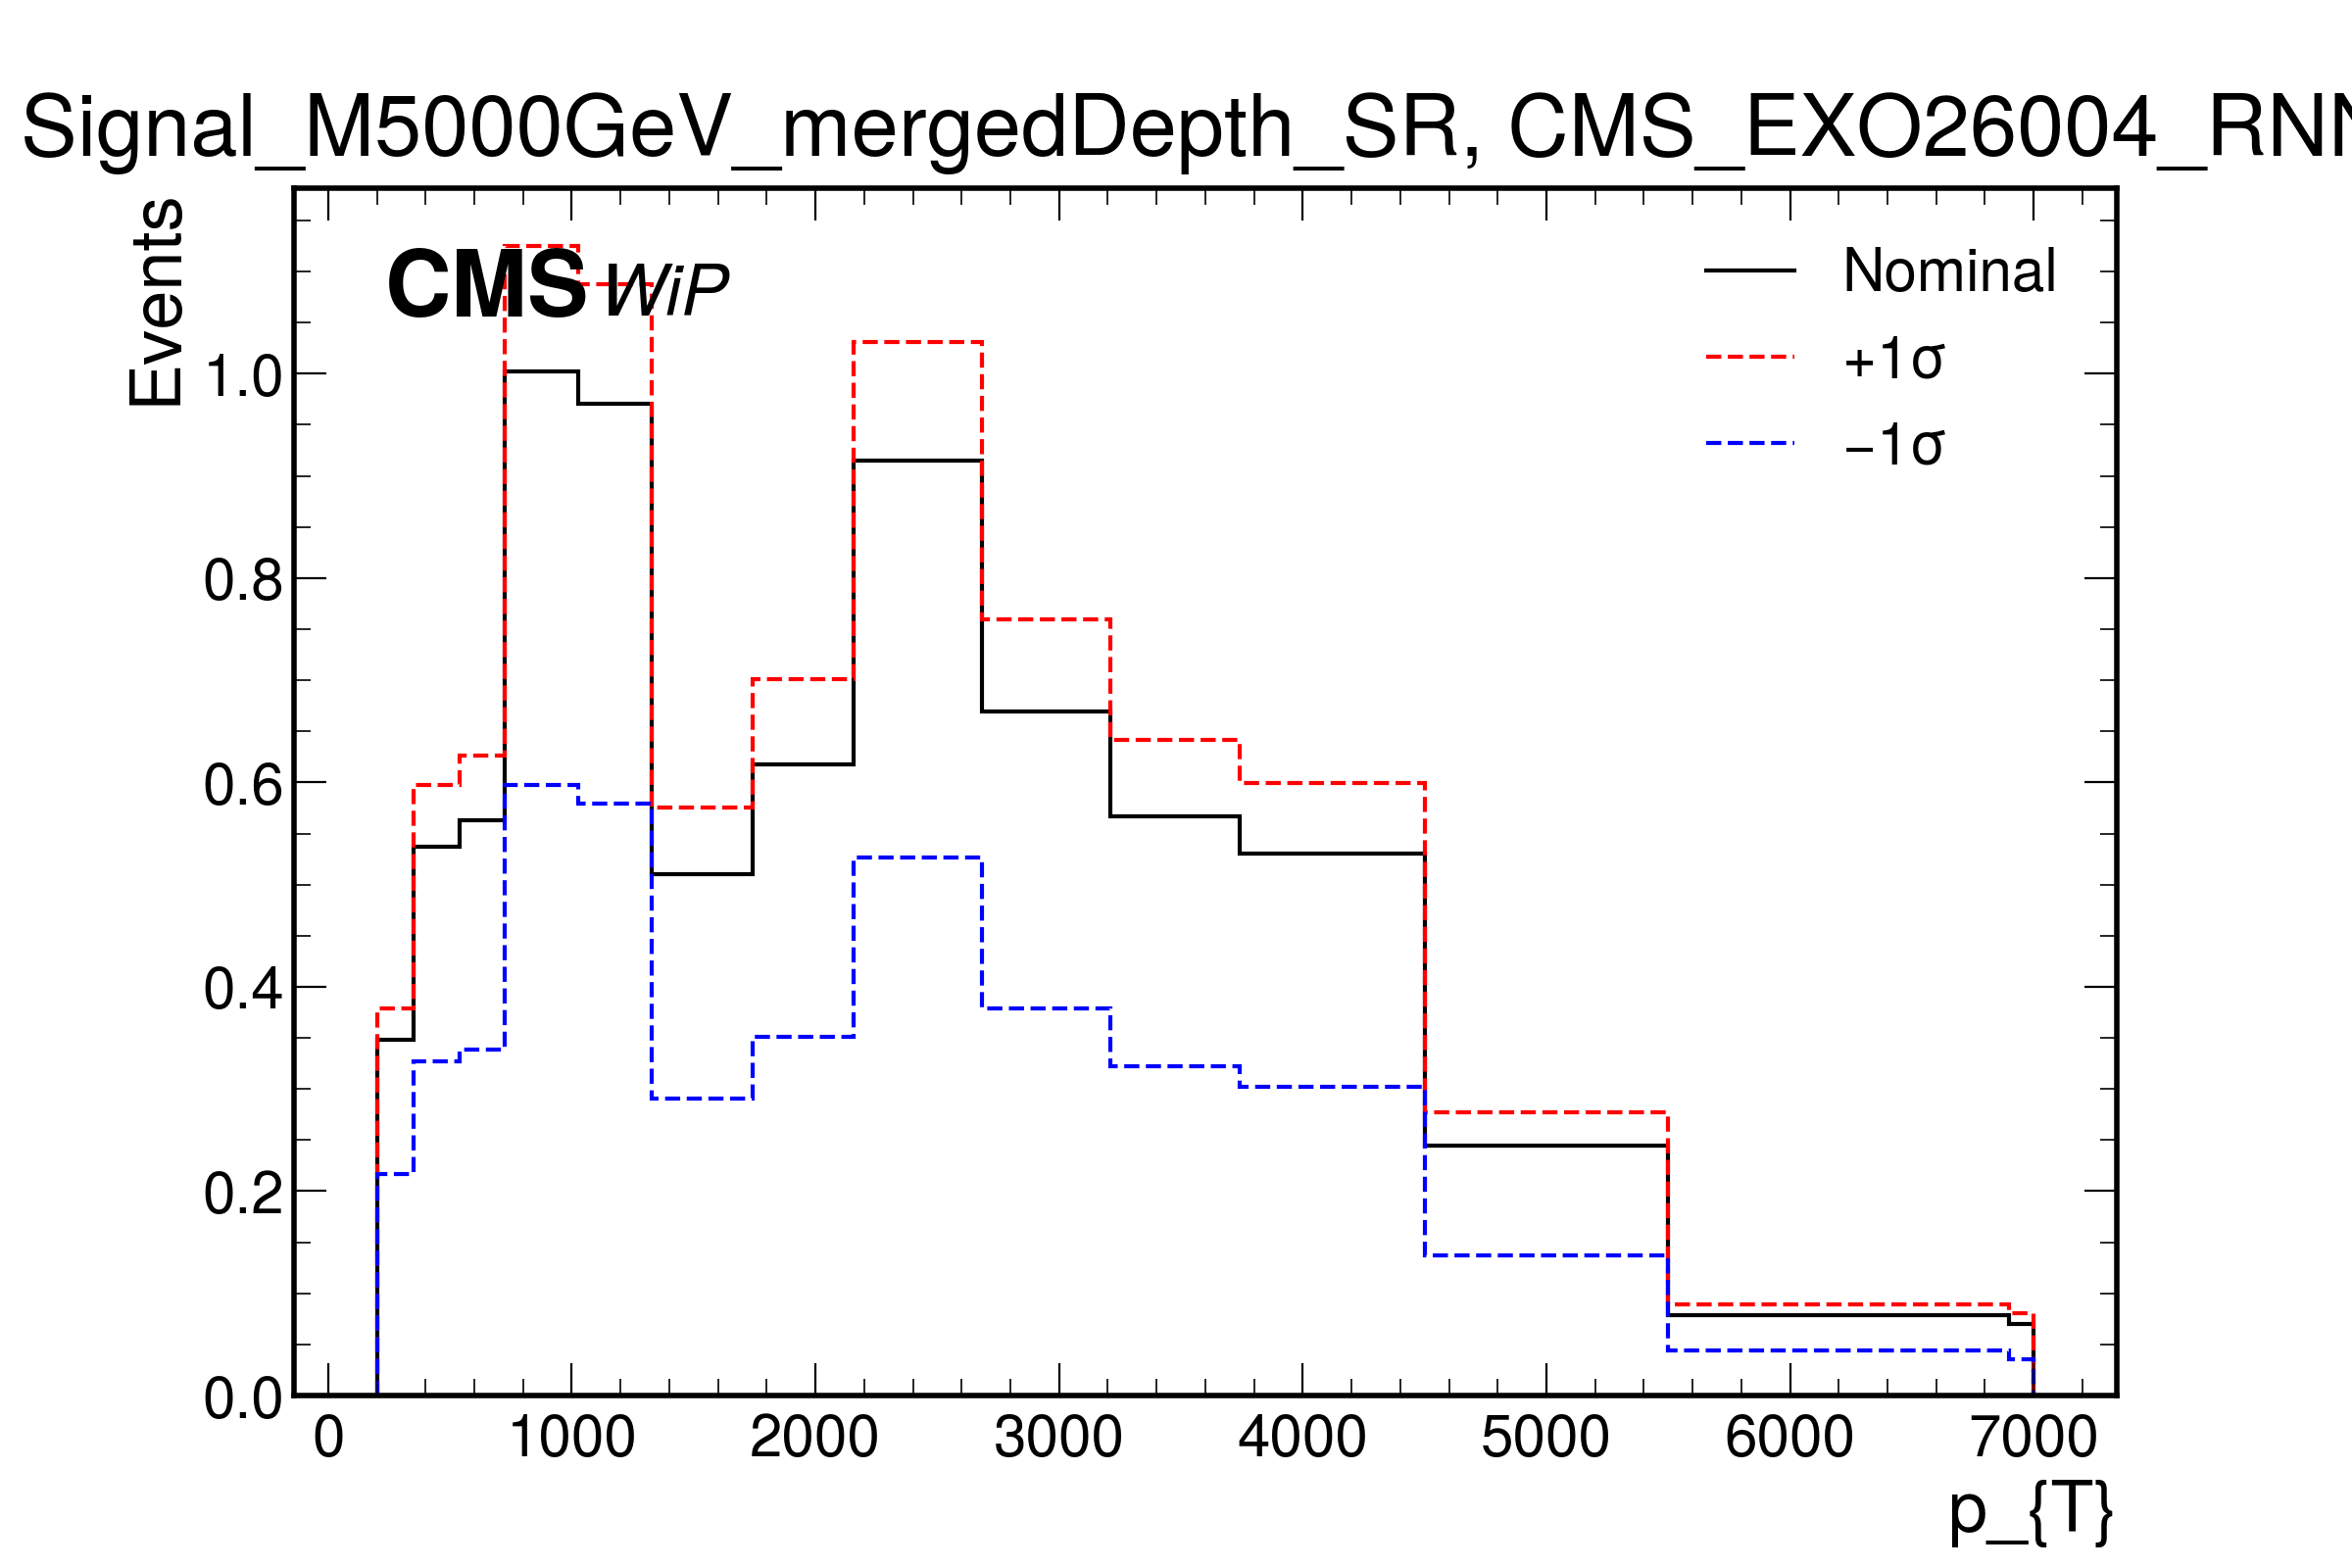 Signal_M5000GeV_mergedDepth_SR, CMS_EXO26004_RNN
Events
CMS WiP
Nominal
+1σ
−1σ
1.0
0.8
0.6
0.4
0.2
0.0
0 1000 2000 3000 4000 5000 6000 7000
p_{T}